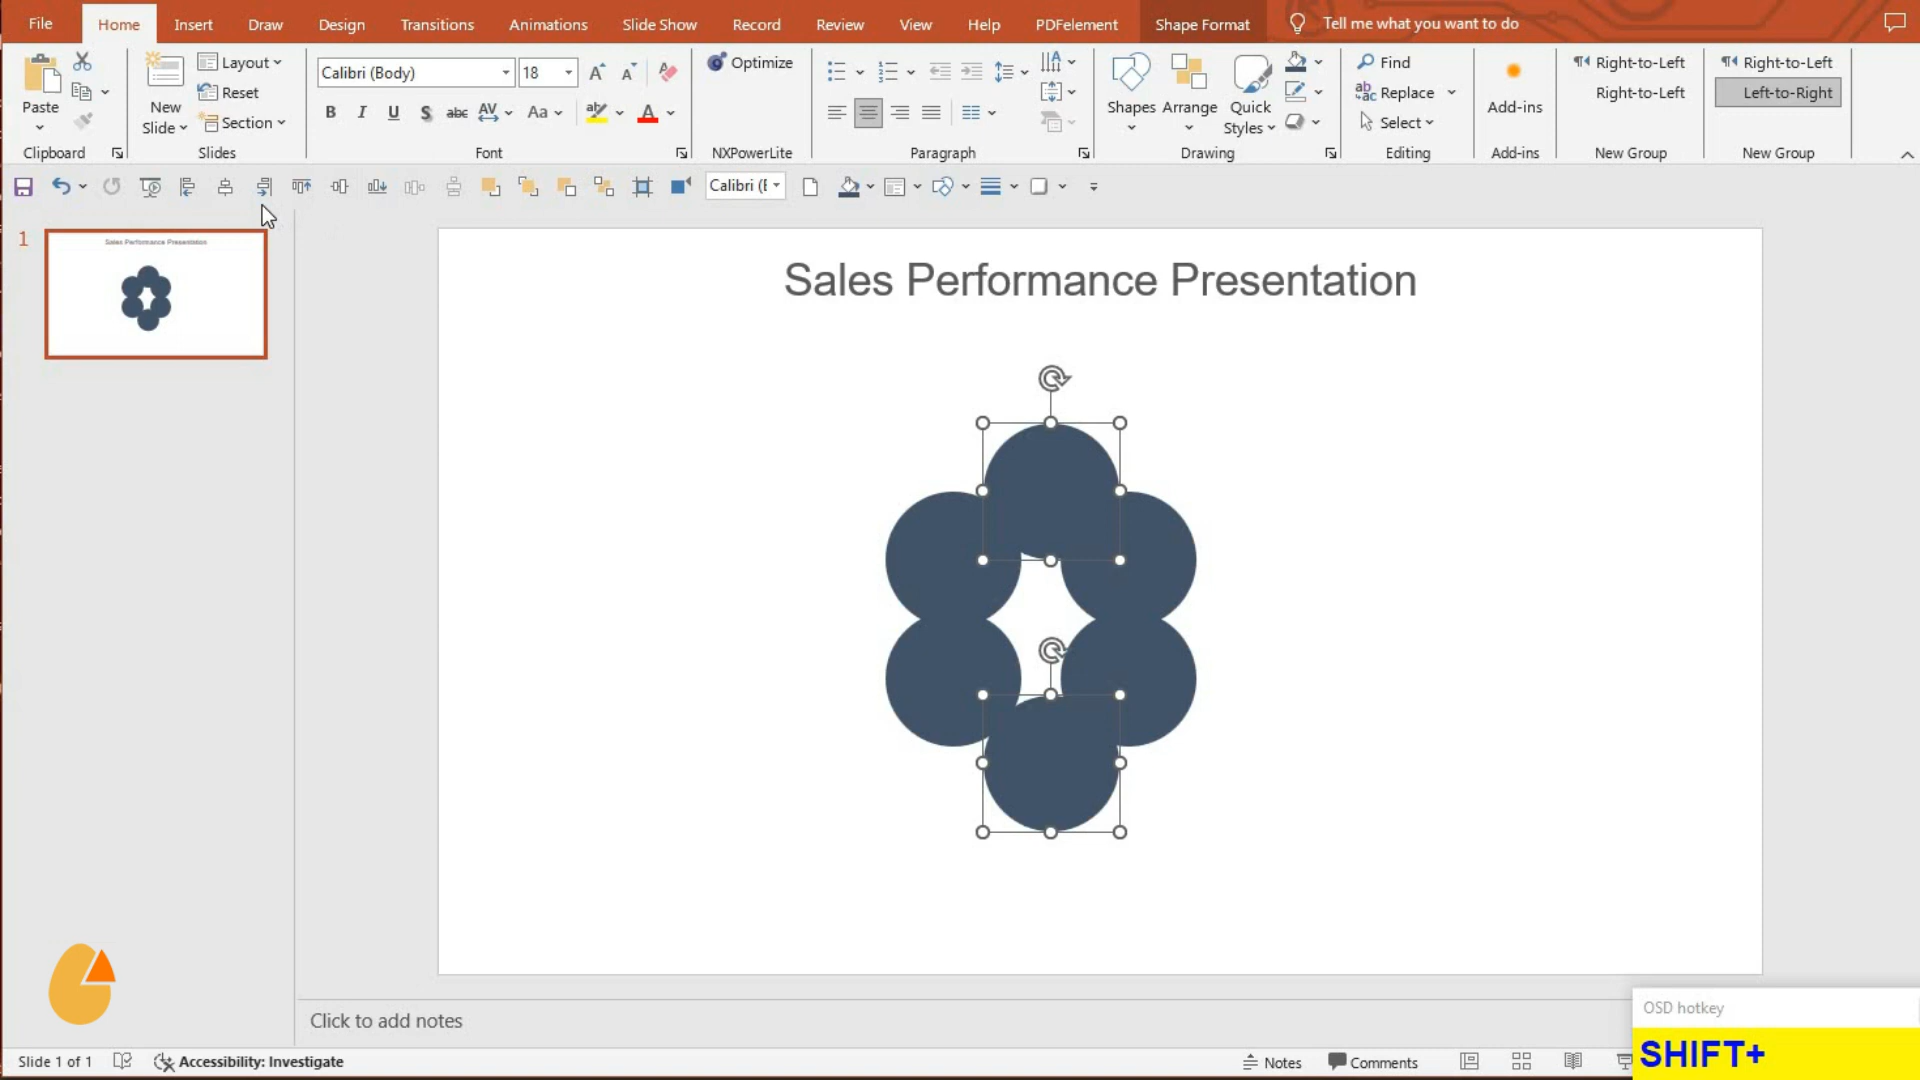 File Home Insert Draw Design Transitions Animations Slide Show Record Review View Help PDFelement Shape Format Tell me what you want to do
Paste
Clipboard
New Slide
Layout
Reset
Section
Slides
Calibri (Body) 18
B I U S abc AV Aa A
Font
Optimize
NXPowerLite
Paragraph
Shapes
Arrange
Quick Styles
Drawing
Find
Replace
Select
Editing
Add-ins
Add-ins
Right-to-Left
Right-to-Left
New Group
Right-to-Left
Left-to-Right
New Group
Calibri (E
1
Sales Performance Presentation
Sales Performance Presentation
Click to add notes
OSD hotkey
SHIFT+
Slide 1 of 1 Accessibility: Investigate Notes Comments